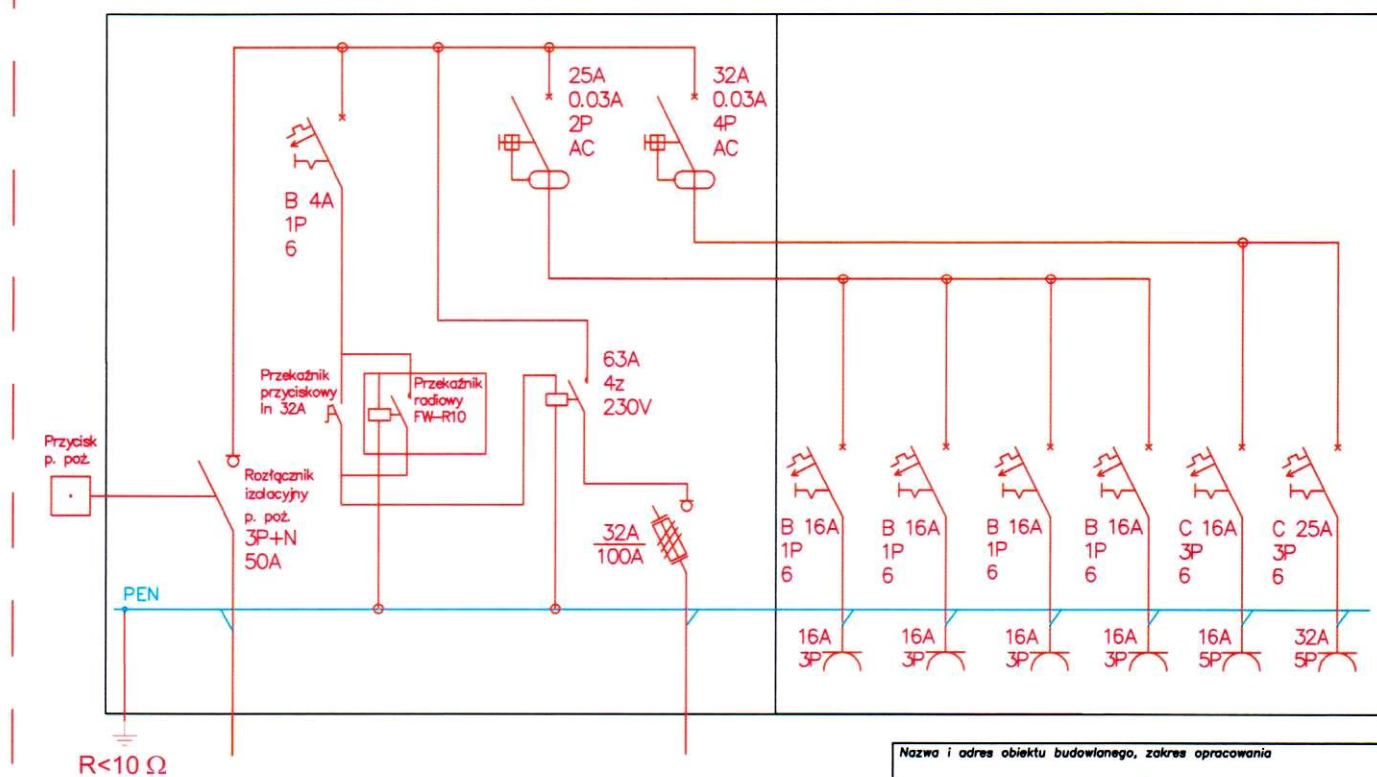 25A
0.03A
2P
AC
32A
0.03A
4P
AC
B 4A
1P
6
Przekaźnik
przyciskowy
In 32A
Przekaźnik
radiowy
FW-R10
63A
4z
230V
Przycisk
p. poż.
Rozłącznik
izolacyjny
p. poż.
3P+N
50A
32A
100A
B 16A
1P
6
B 16A
1P
6
B 16A
1P
6
B 16A
1P
6
C 16A
3P
6
C 25A
3P
6
PEN
16A
3P
16A
3P
16A
3P
16A
3P
16A
5P
32A
5P
R<10 Ω
Nazwa i adres obiektu budowlanego, zakres opracowania